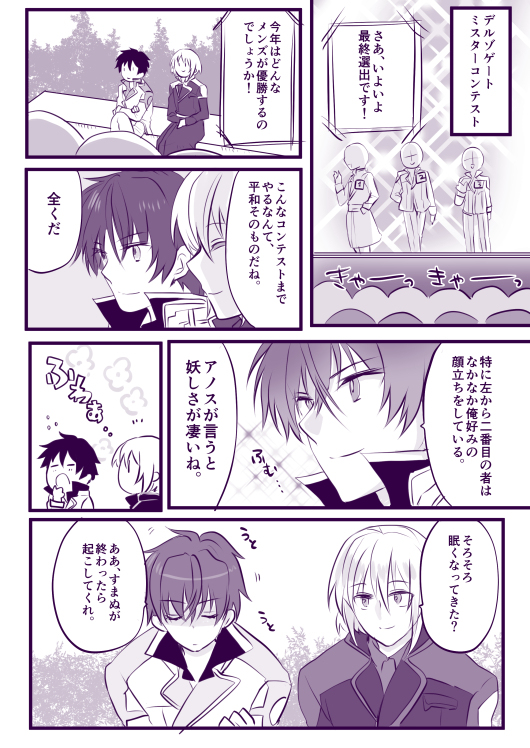 デルゾゲート
ミスターコンテスト
さあ、いよいよ
最終選出です！
1
2
3
きゃーっ
きゃーっ
今年はどんな
メンズが優勝するの
でしょうか！
こんなコンテストまで
やるなんて、
平和そのものだね。
全くだ
特に左から二番目の者は
なかなか俺好みの
顔立ちをしている。
ふむ…
アノスが言うと
妖しさが凄いね。
ふわぁぁ…
そろそろ
眠くなってきた？
うと
うと
ああ、すまぬが
終わったら
起こしてくれ。